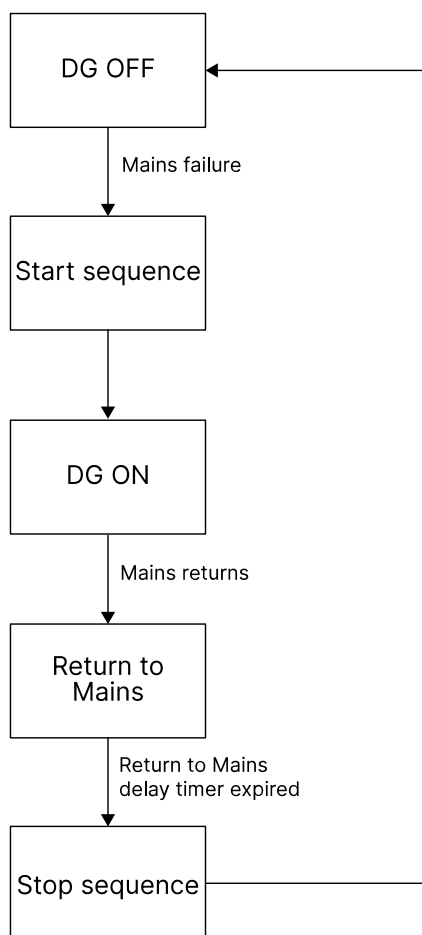 DG OFF
Mains failure
Start sequence
DG ON
Mains returns
Return to
Mains
Return to Mains
delay timer expired
Stop sequence